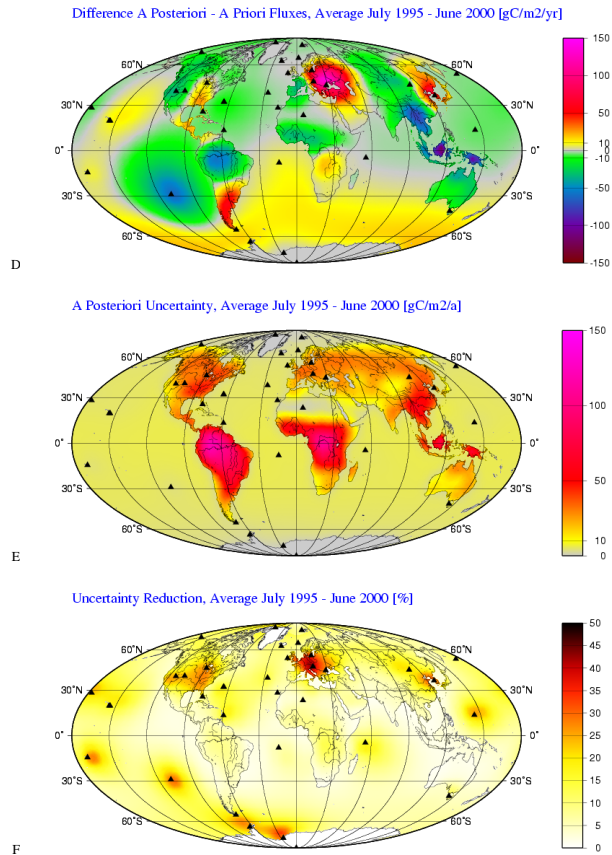 Difference A Posteriori - A Priori Fluxes, Average July 1995 - June 2000 [gC/m2/yr]
60°N 60°N
30°N 30°N
0° 0°
30°S 30°S
60°S 60°S
150
100
50
10
0
-10
-50
-100
-150
D
A Posteriori Uncertainty, Average July 1995 - June 2000 [gC/m2/a]
60°N 60°N
30°N 30°N
0° 0°
30°S 30°S
60°S 60°S
150
100
50
10
0
E
Uncertainty Reduction, Average July 1995 - June 2000 [%]
60°N 60°N
30°N 30°N
0° 0°
30°S 30°S
60°S 60°S
50
45
40
35
30
25
20
15
10
5
0
F